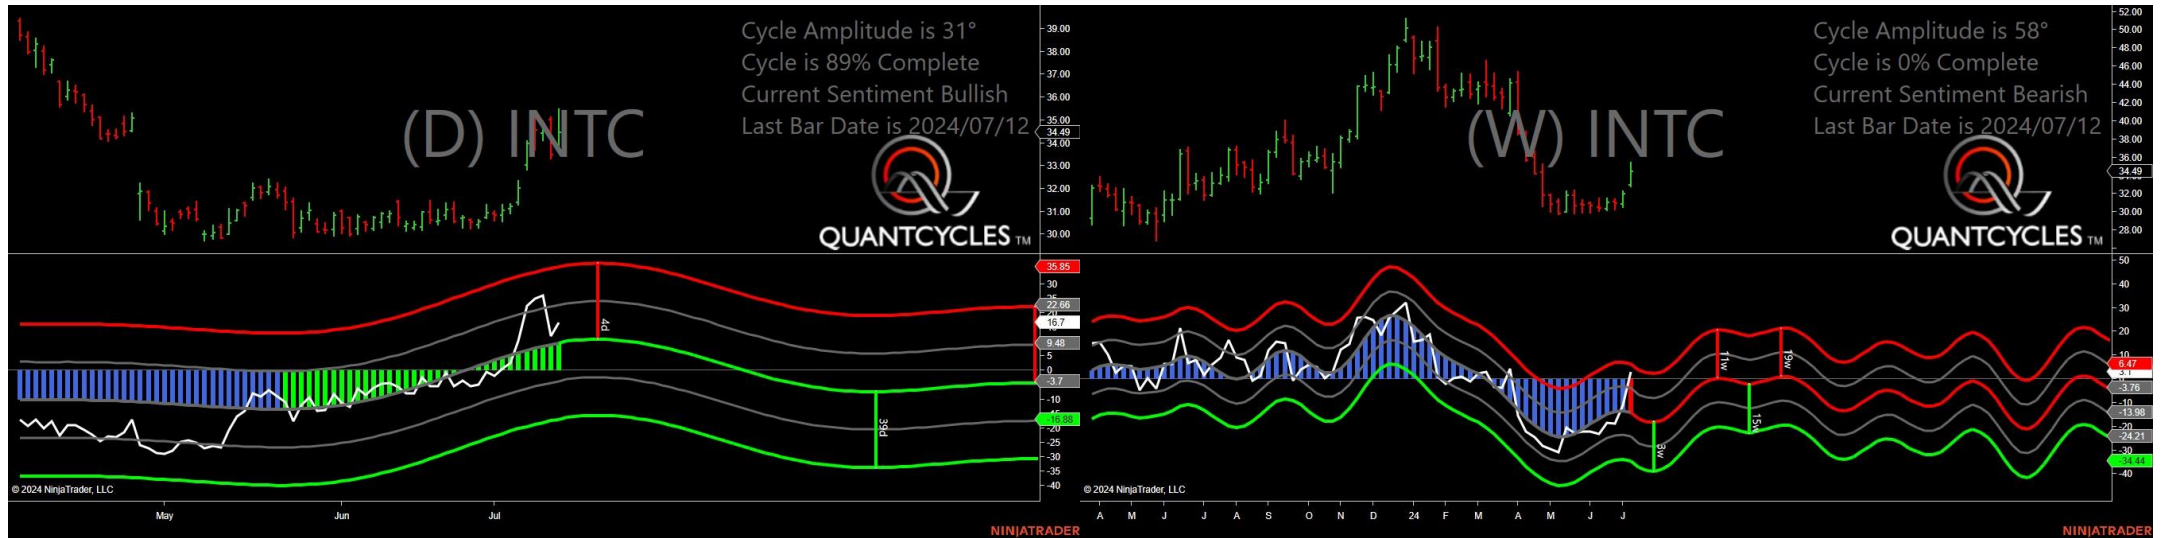 Cycle Amplitude is 31°
Cycle is 89% Complete
Current Sentiment Bullish
Last Bar Date is 2024/07/12
(D) INTC
QUANTCYCLES TM
39.00
38.00
37.00
36.00
35.00
34.49
34.00
33.00
32.00
31.00
30.00
35.85
30
25
22.66
16.7
9.48
5
0
-3.7
-10
-16.88
-20
-25
-30
-35
-40
4d
39d
© 2024 NinjaTrader, LLC
May Jun Jul
NINJATRADER
Cycle Amplitude is 58°
Cycle is 0% Complete
Current Sentiment Bearish
Last Bar Date is 2024/07/12
(W) INTC
QUANTCYCLES TM
52.00
50.00
48.00
46.00
44.00
42.00
40.00
38.00
36.00
34.49
32.00
30.00
28.00
50
40
30
20
10
6.47
3.1
-3.76
-10
-13.98
-20
-24.21
-30
-34.44
-40
3w
11w
15w
19w
© 2024 NinjaTrader, LLC
A M J J A S O N D 24 F M A M J J
NINJATRADER